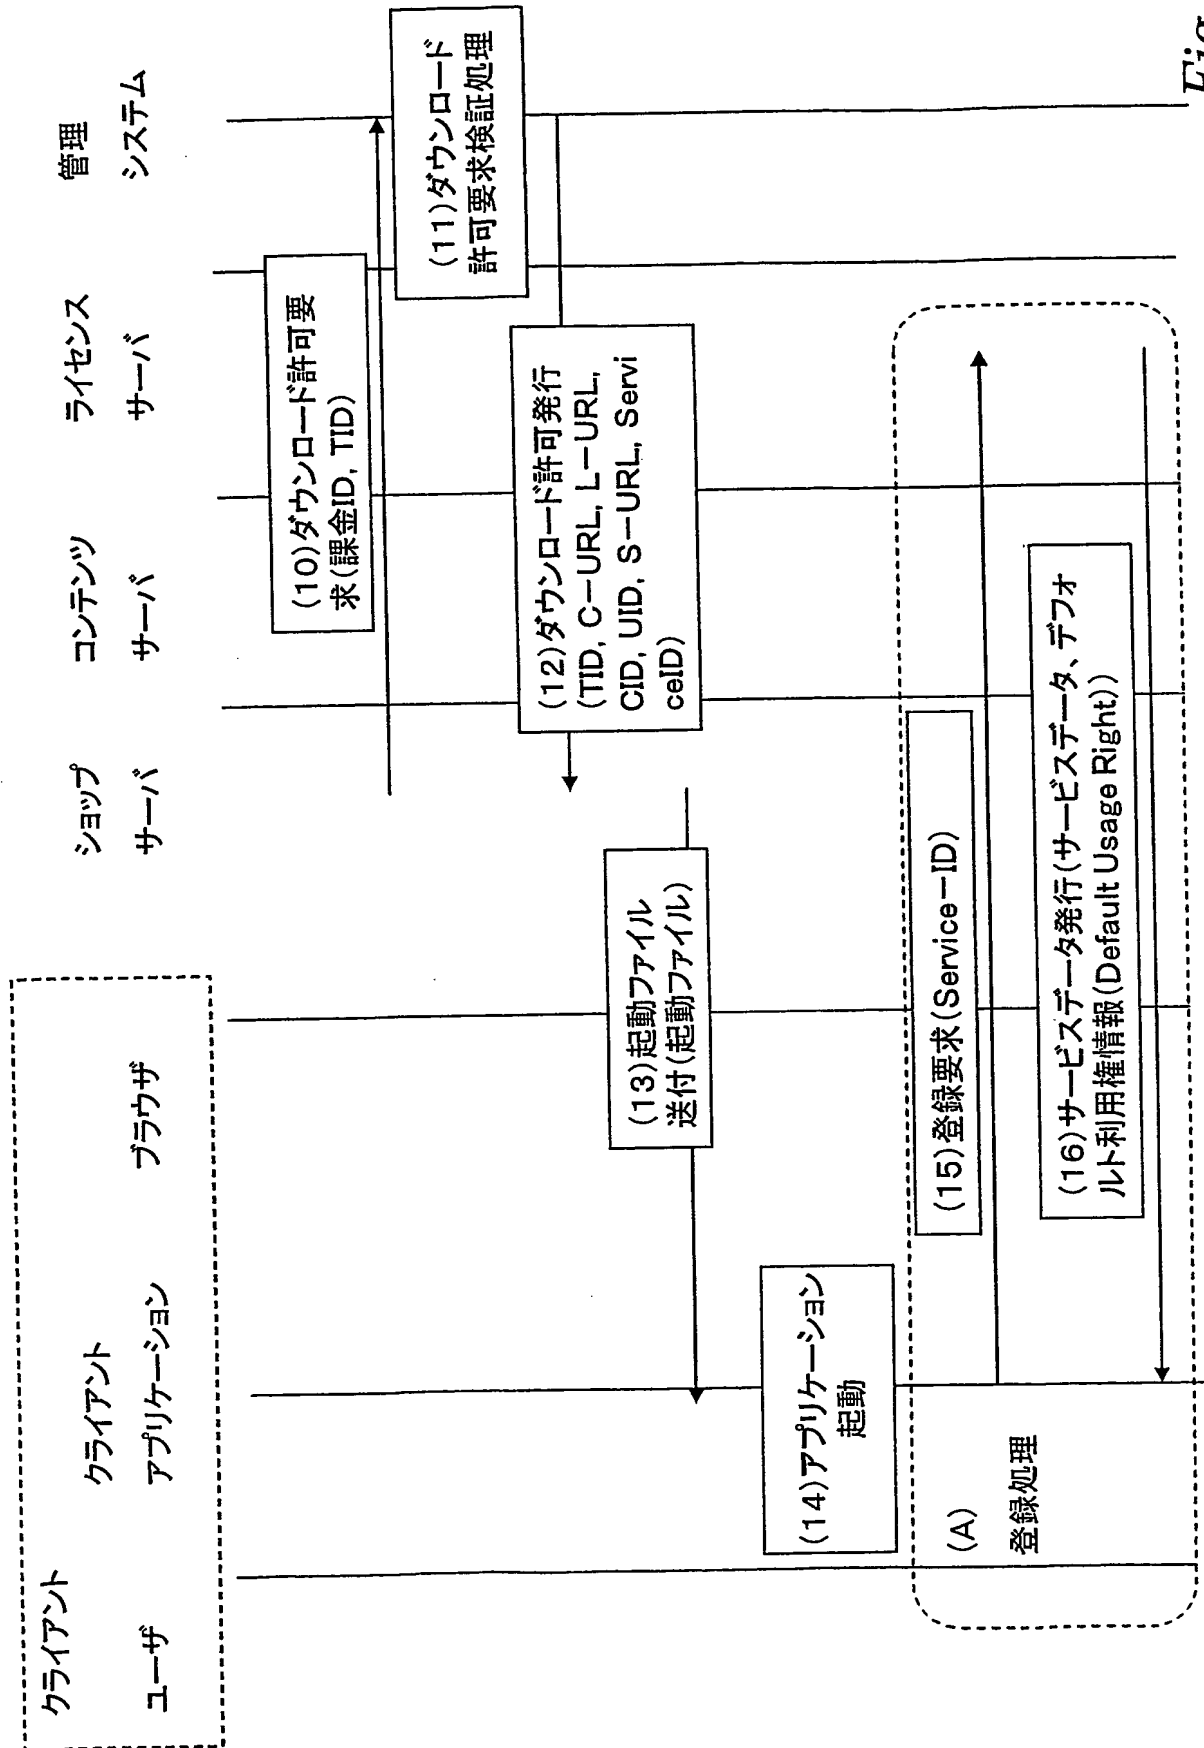 クライアント
ユーザ
クライアント
アプリケーション
ブラウザ
ショップ
サーバ
コンテンツ
サーバ
ライセンス
サーバ
管理
システム
(10)ダウンロード許可要
求(課金ID, TID)
(11)ダウンロード
許可要求検証処理
(12)ダウンロード許可発行
(TID, C－URL, L－URL,
CID, UID, S－URL, Servi
ceID)
(13)起動ファイル
送付(起動ファイル)
(14)アプリケーション
起動
(A)
登録処理
(15)登録要求(Service－ID)
(16)サービスデータ発行(サービスデータ、デフォ
ルト利用権情報(Default Usage Right))
Fig